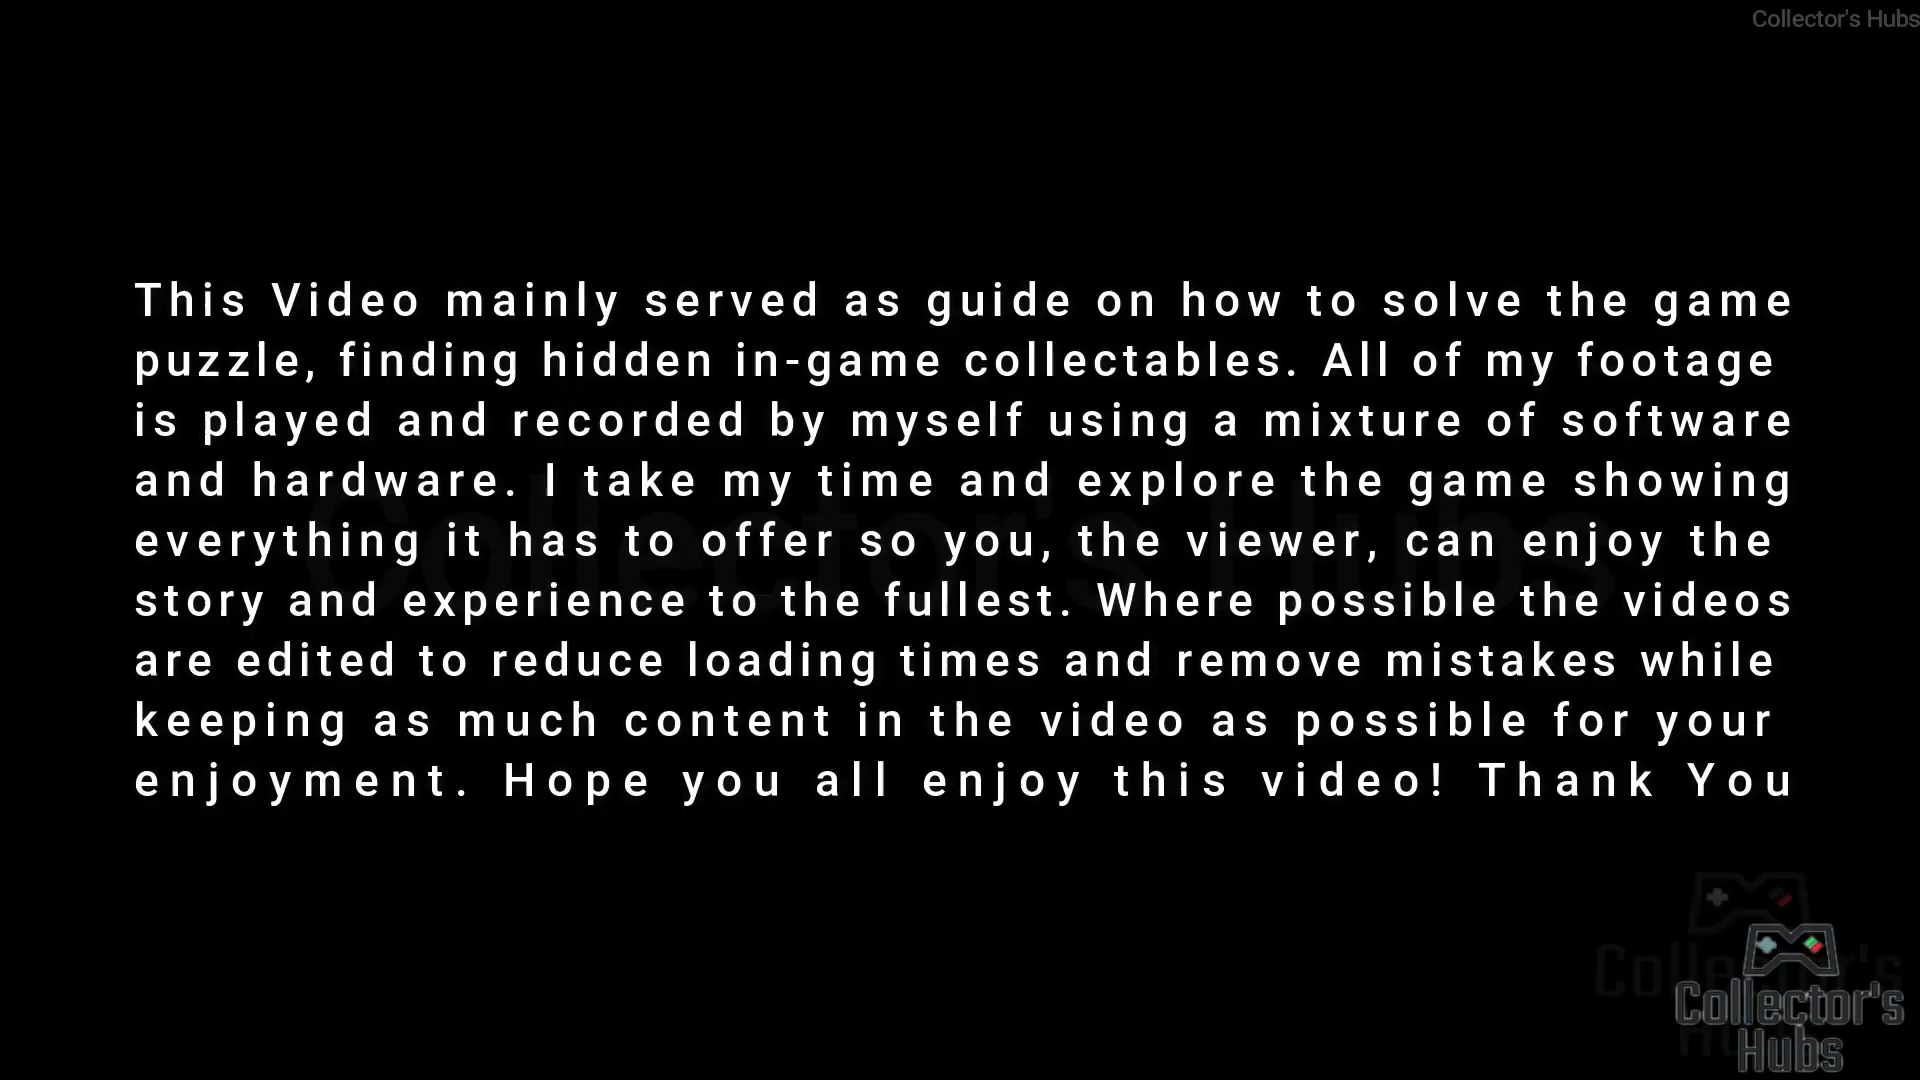 Collector's Hubs
This Video mainly served as guide on how to solve the game
puzzle, finding hidden in-game collectables. All of my footage
is played and recorded by myself using a mixture of software
and hardware. I take my time and explore the game showing
everything it has to offer so you, the viewer, can enjoy the
story and experience to the fullest. Where possible the videos
are edited to reduce loading times and remove mistakes while
keeping as much content in the video as possible for your
enjoyment. Hope you all enjoy this video! Thank You
Collector's Hubs
Collector's
Hubs
Collector's
Hubs